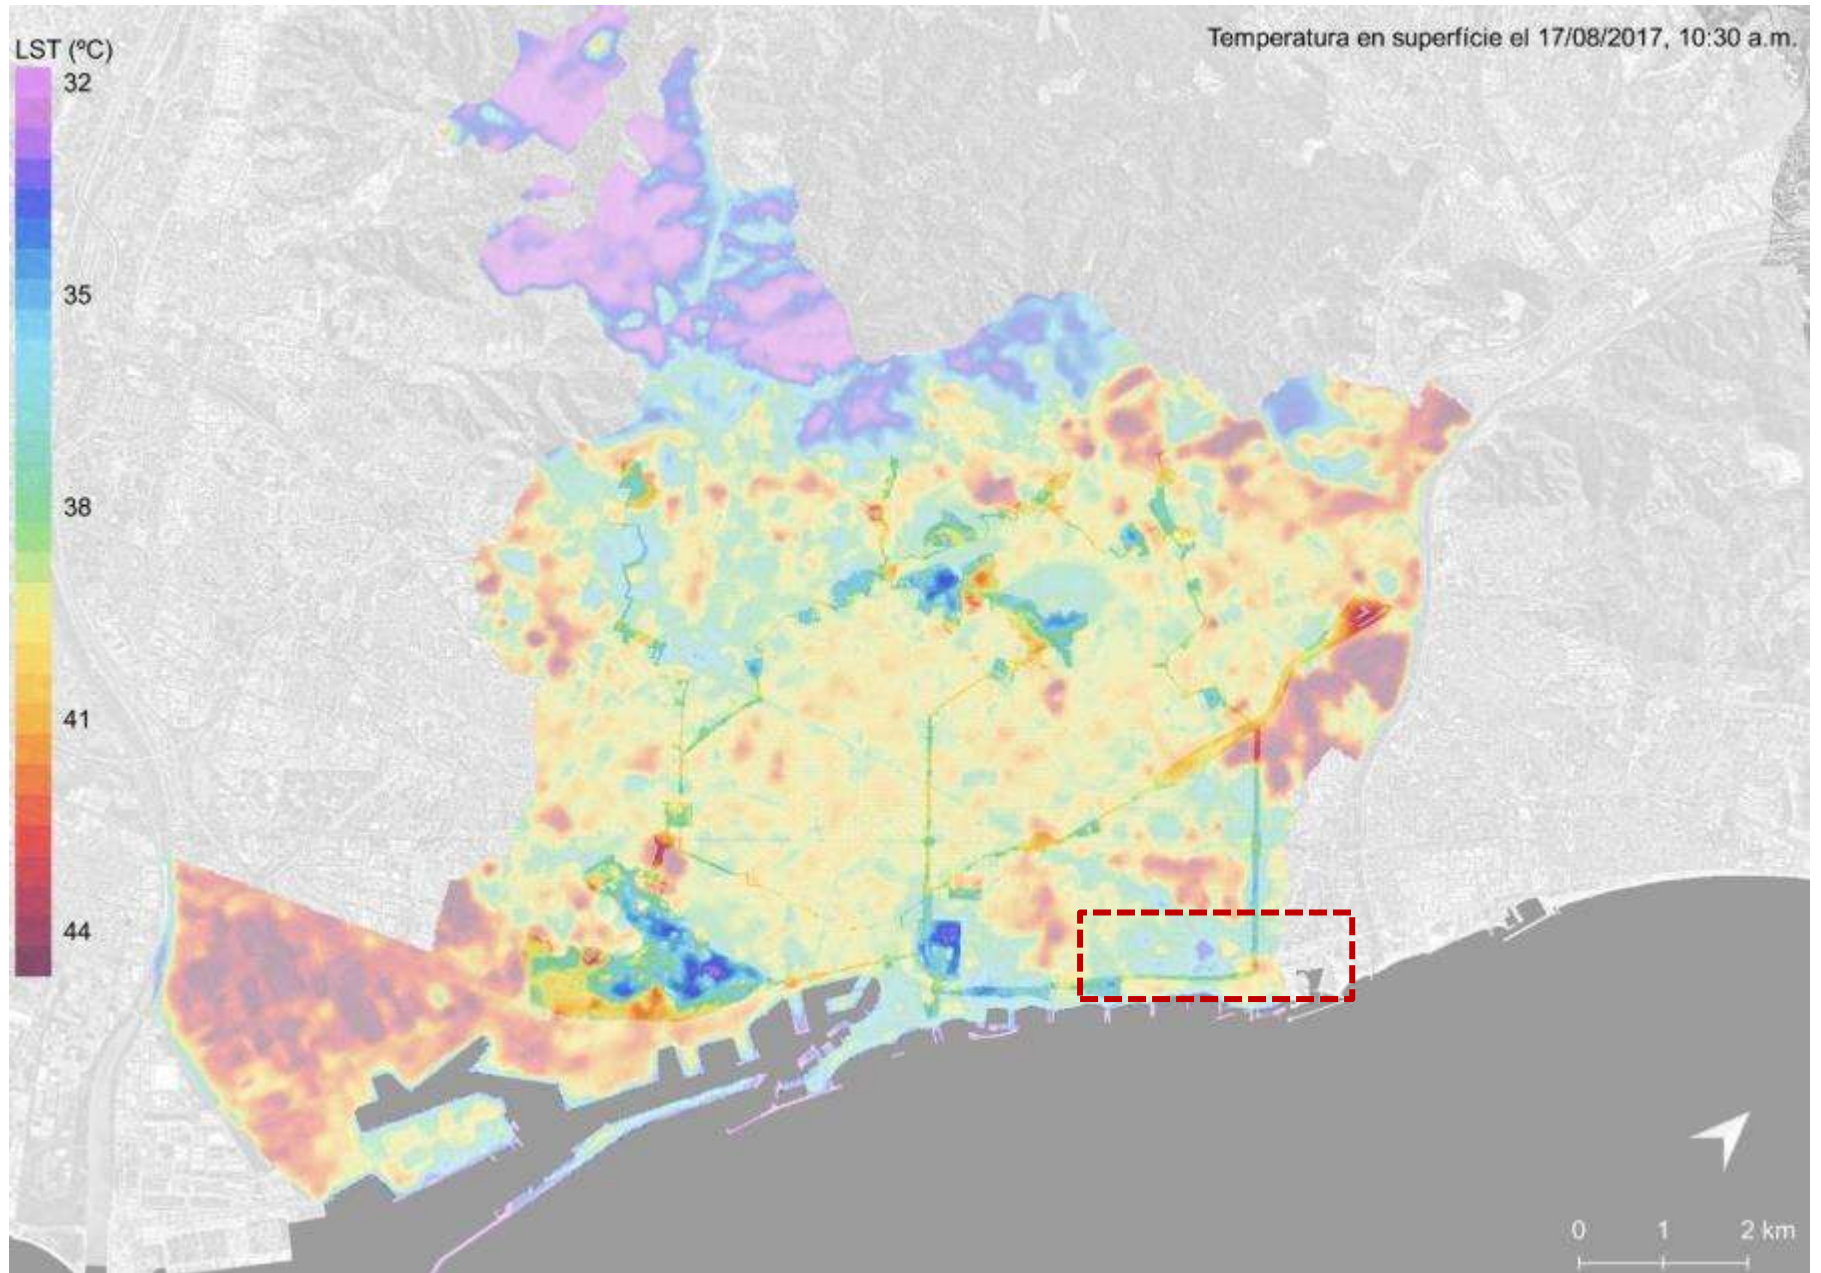 Temperatura en superfície el 17/08/2017, 10:30 a.m.
LST (ºC)
32
35
38
41
44
0 1 2 km